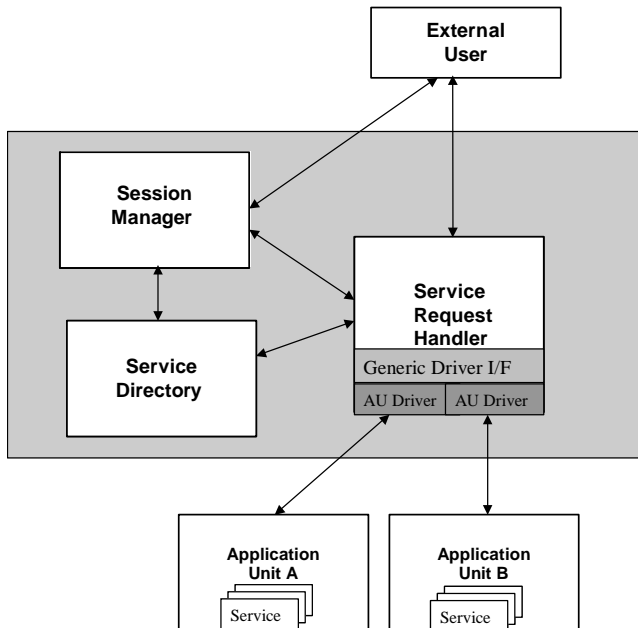 External
User
Session
Manager
Service
Request
Handler
Service
Directory
Generic Driver I/F
AU Driver
AU Driver
Application
Unit A
Service
Application
Unit B
Service